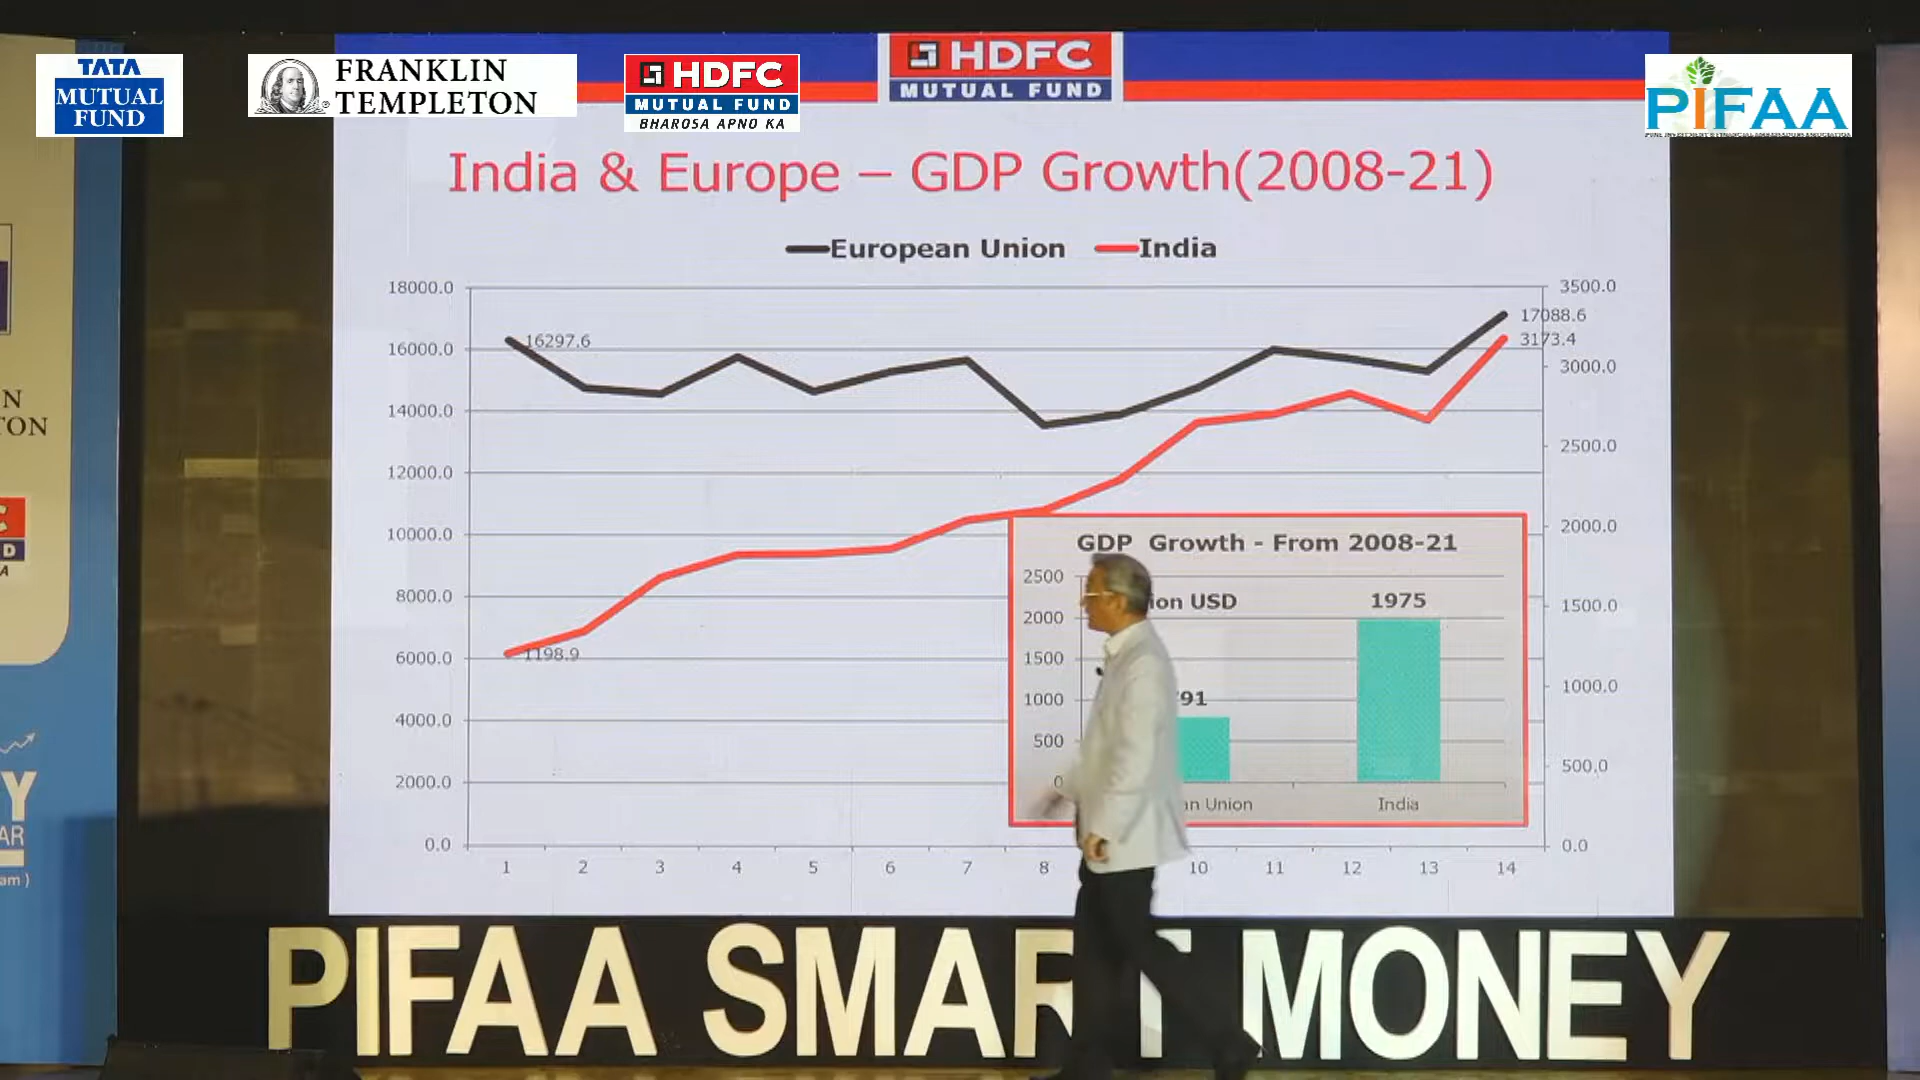 TATA
MUTUAL
FUND
FRANKLIN
TEMPLETON
HDFC
MUTUAL FUND
BHAROSA APNO KA
HDFC
MUTUAL FUND
PIFAA
India & Europe – GDP Growth(2008-21)
European Union India
18000.0
16000.0
14000.0
12000.0
10000.0
8000.0
6000.0
4000.0
2000.0
0.0
16297.6
1198.9
17088.6
3173.4
3500.0
3000.0
2500.0
2000.0
1500.0
1000.0
500.0
0.0
GDP Growth - From 2008-21
ion USD
2500
2000
1500
1000
500
0
91
1975
an Union India
1 2 3 4 5 6 7 8 10 11 12 13 14
N
TON
C
D
A
Y
AR
am )
PIFAA SMART MONEY